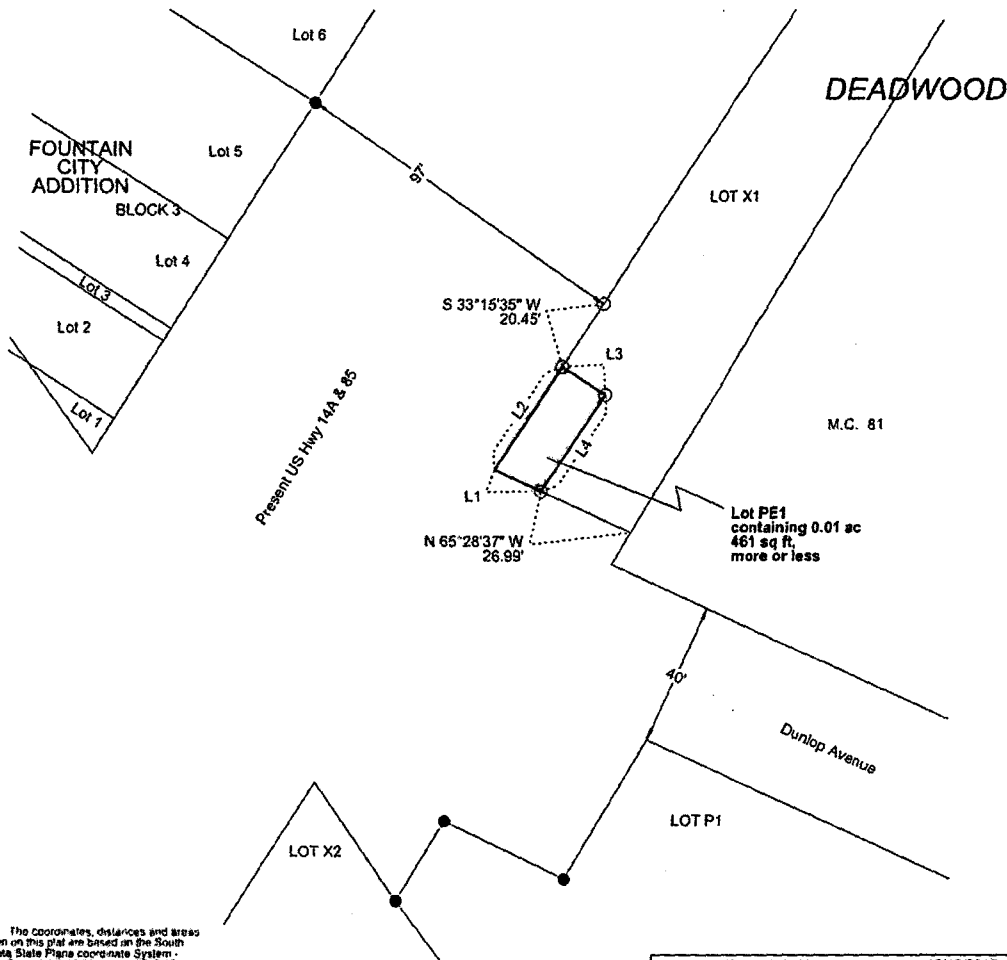 Lot 6
DEADWOOD
FOUNTAIN
CITY
ADDITION
Lot 5
BLOCK 3
97'
LOT X1
Lot 4
Lot 3
Lot 2
S 33°15'35" W
20.45'
L3
Lot 1
L2
Present US Hwy 14A & 85
M.C. 81
L4
L1
Lot PE1
containing 0.01 ac
461 sq ft,
more or less
N 65°28'37" W
26.99'
40'
Dunlop Avenue
LOT P1
LOT X2
The coordinates, distances and areas
on this plat are based on the South
State Plane coordinate System -